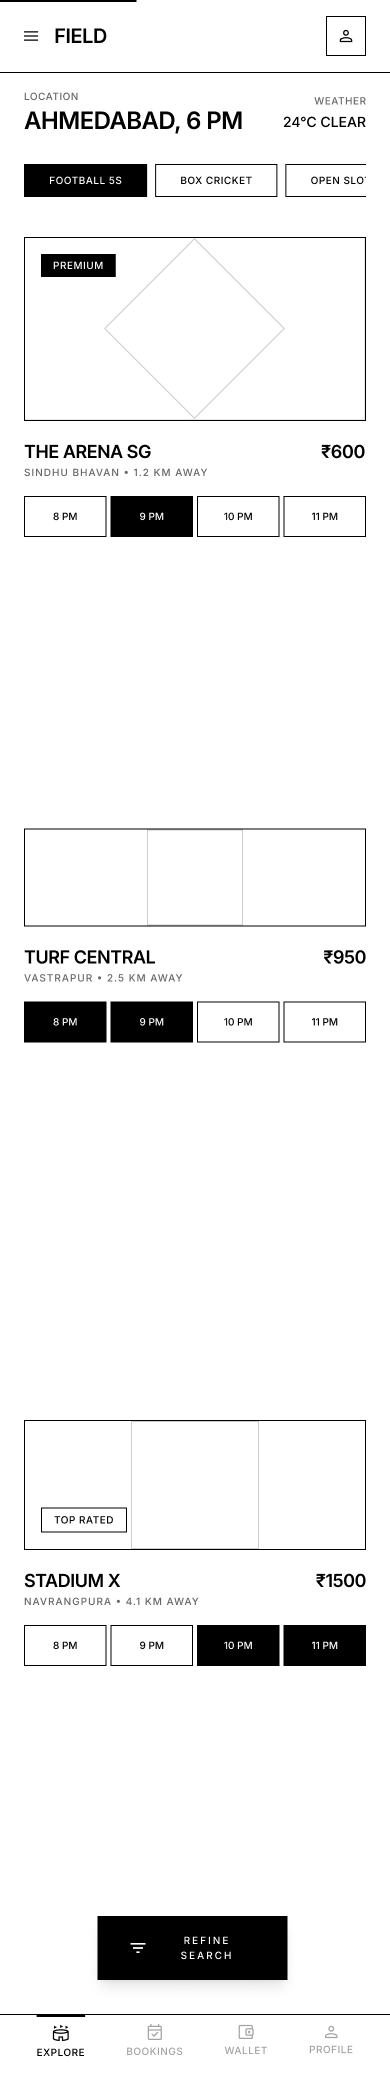 FIELD
LOCATION
WEATHER
AHMEDABAD, 6 PM
24°C CLEAR
FOOTBALL 5S
BOX CRICKET
OPEN SLOT
PREMIUM
THE ARENA SG
₹600
SINDHU BHAVAN • 1.2 KM AWAY
8 PM
9 PM
10 PM
11 PM
TURF CENTRAL
₹950
VASTRAPUR • 2.5 KM AWAY
8 PM
9 PM
10 PM
11 PM
TOP RATED
STADIUM X
₹1500
NAVRANGPURA • 4.1 KM AWAY
8 PM
9 PM
10 PM
11 PM
REFINE
SEARCH
EXPLORE
BOOKINGS
WALLET
PROFILE